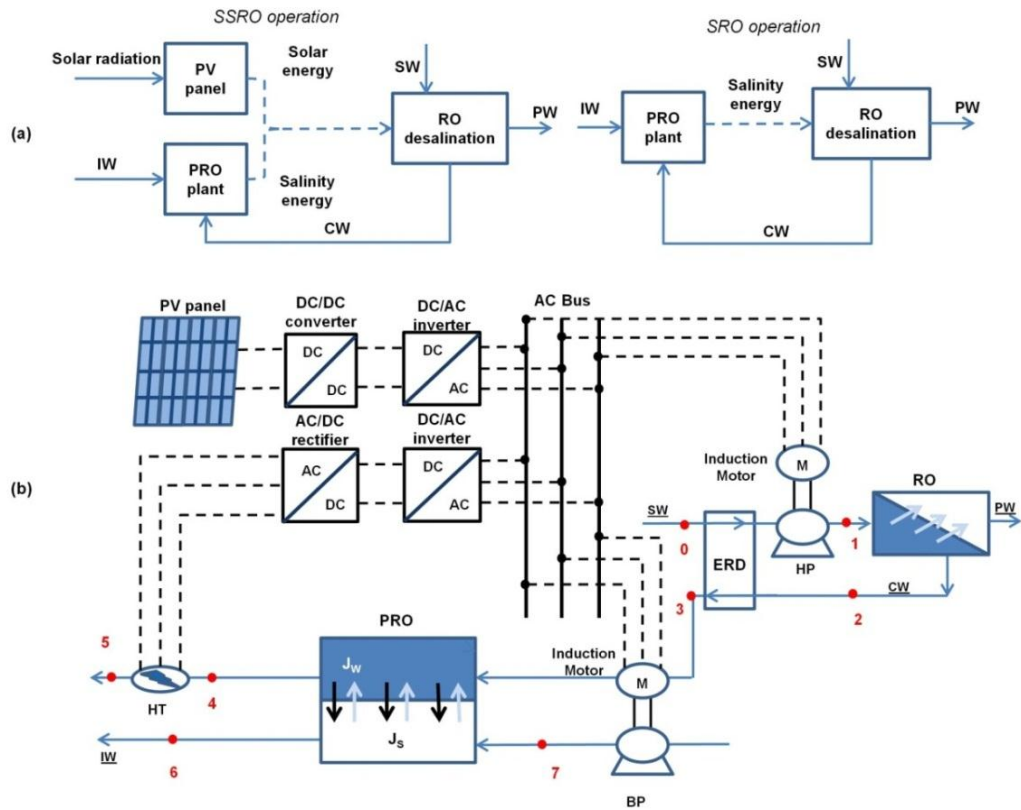 SSRO operation
SRO operation
Solar radiation
PV
panel
Solar
energy
SW
RO
desalination
PW
IW
PRO
plant
Salinity
energy
CW
IW
PRO
plant
Salinity
energy
SW
RO
desalination
PW
CW
(a)
PV panel
DC/DC
converter
DC/AC
inverter
AC Bus
DC
DC
DC
AC
AC/DC
rectifier
DC/AC
inverter
AC
DC
DC
AC
(b)
Induction
Motor
M
RO
SW
0
ERD
HP
1
PW
3
CW
2
PRO
Induction
Motor
M
5
HT
4
Jw
Js
IW
6
7
BP